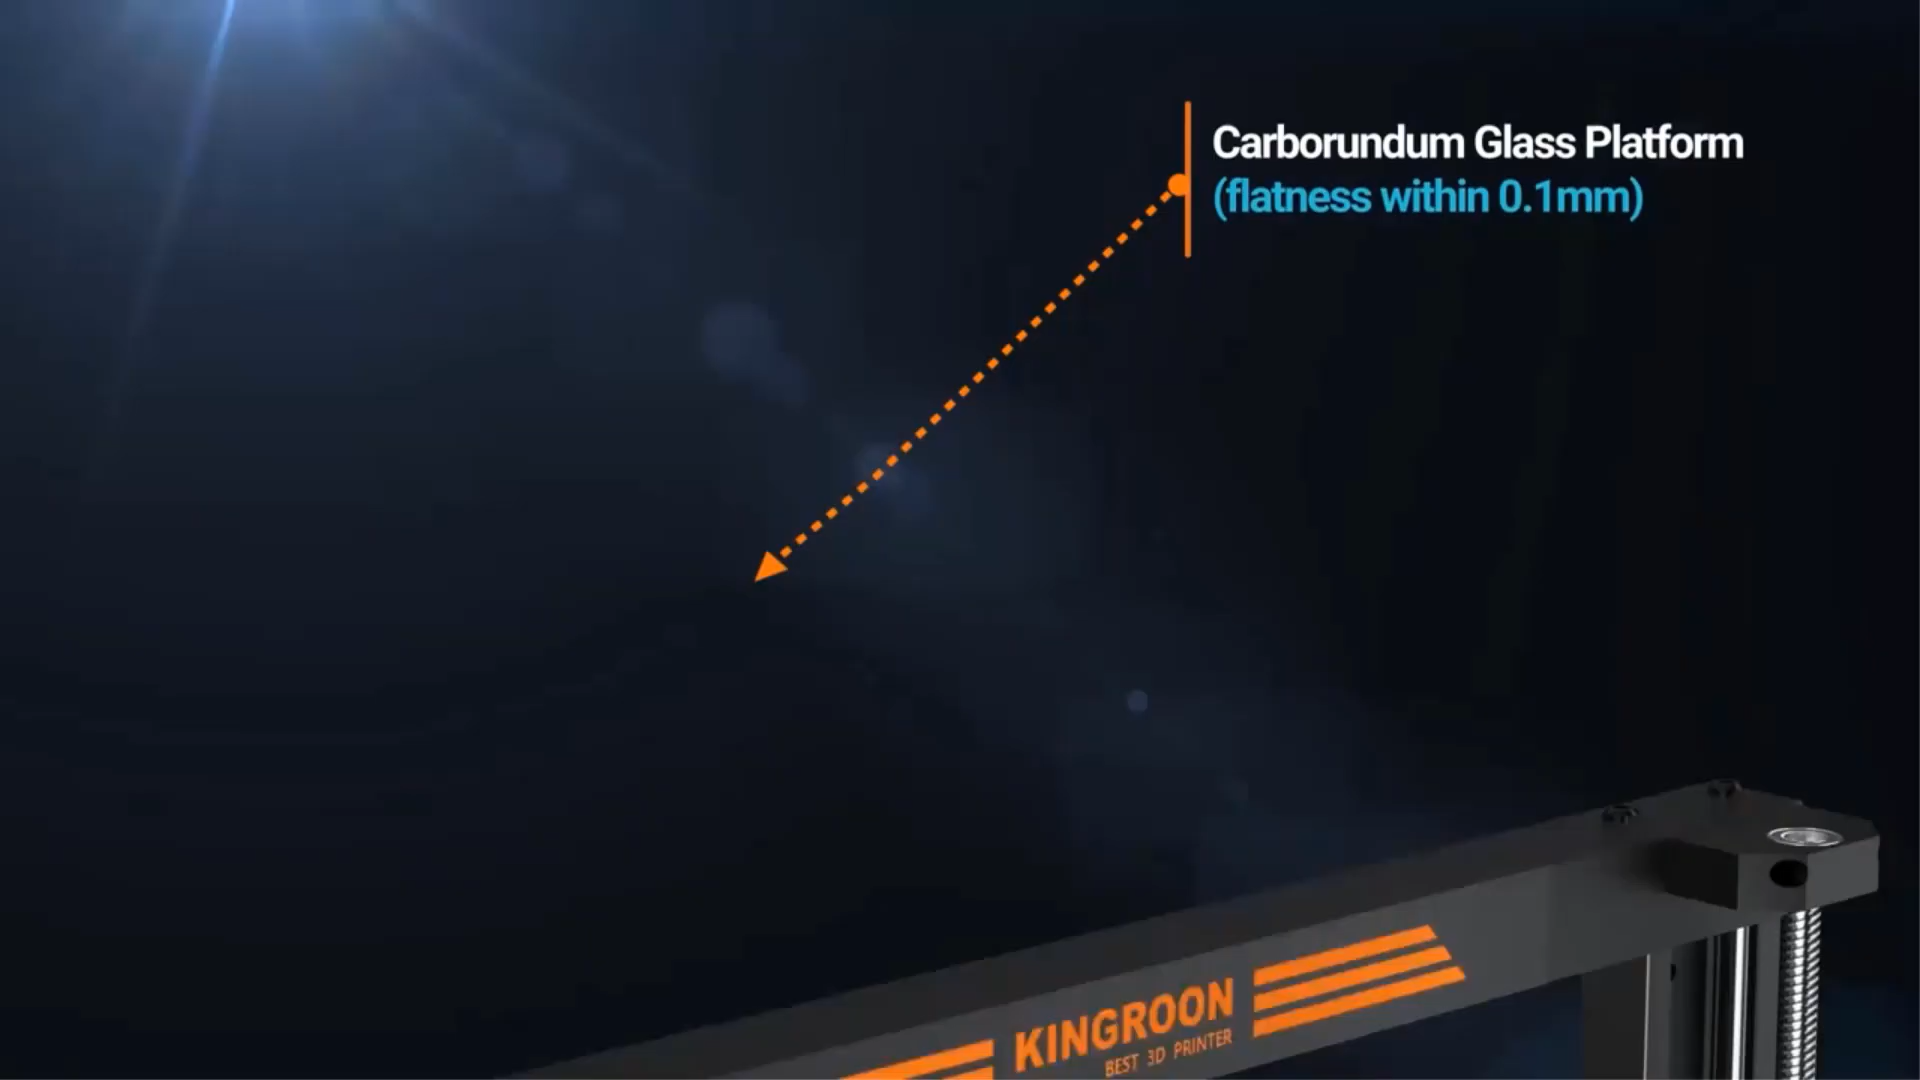 Carborundum Glass Platform
(flatness within 0.1mm)
KINGROON
BEST 3D PRINTER